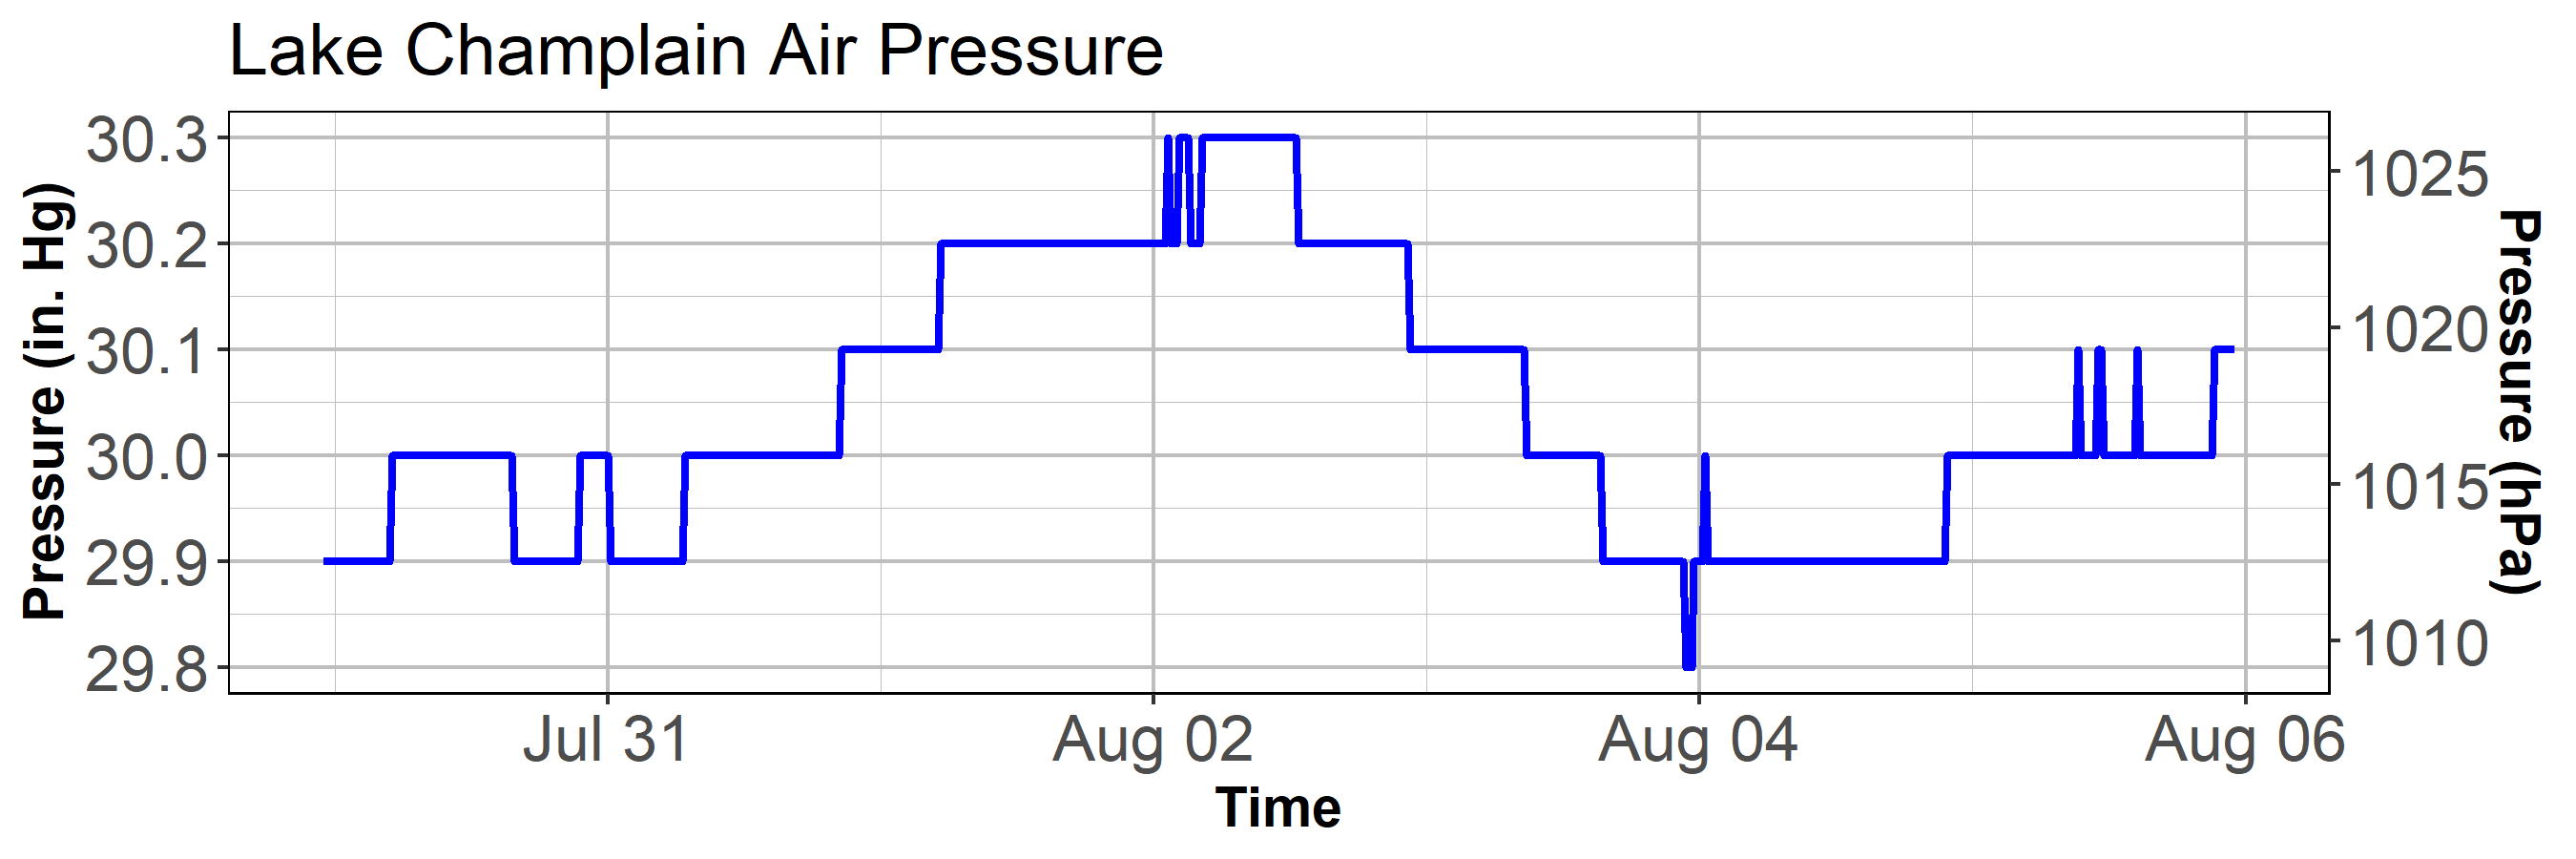 Lake Champlain Air Pressure
Pressure (in. Hg)
30.3
30.2
30.1
30.0
29.9
29.8
1025
1020
1015
1010
Pressure (hPa)
Jul 31 Aug 02 Aug 04 Aug 06
Time